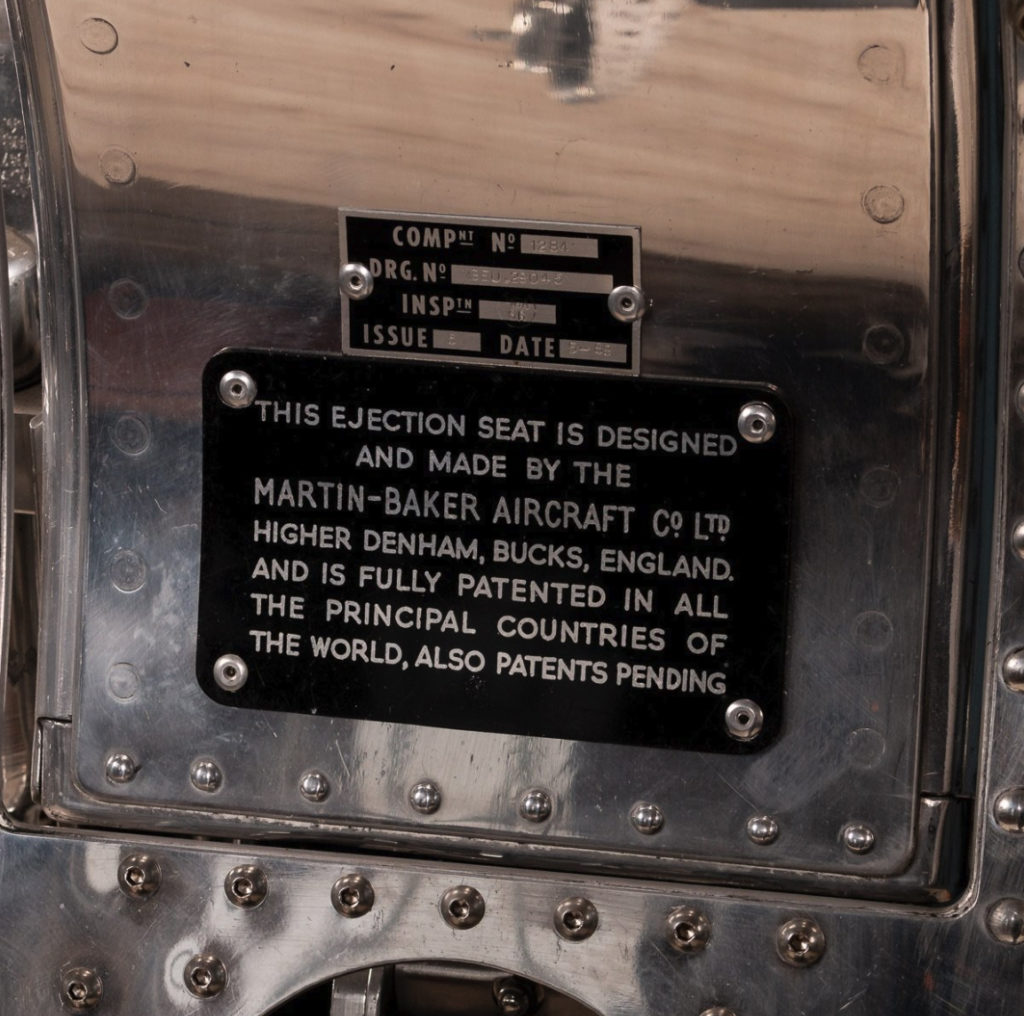 COMPNT No
DRG. No
INSPTN
ISSUE DATE
THIS EJECTION SEAT IS DESIGNED
AND MADE BY THE
MARTIN-BAKER AIRCRAFT Co LTD
HIGHER DENHAM, BUCKS, ENGLAND.
AND IS FULLY PATENTED IN ALL
THE PRINCIPAL COUNTRIES OF
THE WORLD, ALSO PATENTS PENDING